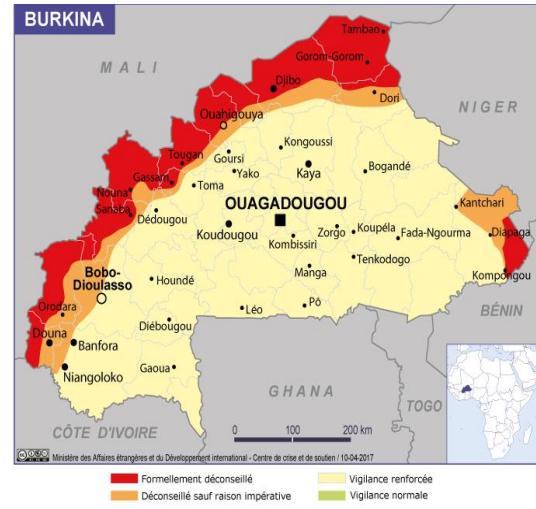 BURKINA
Tambao
Gorom-Gorom
MALI
Djibo
Dori
NIGER
Ouahigouya
Kongoussi
Tougan
Goursi
Bogandé
Yako
Kaya
Gassam
Toma
Nouna
Kantchari
Sanaba
OUAGADOUGOU
Dédougou
Koudougou
Zorgo
Koupéla
Diapaga
Kombissiri
Fada-Ngourma
Bobo-
Dioulasso
Tenkodogo
Manga
Kompongou
Houndé
Orodara
Léo
Pô
BÉNIN
Diébougou
Douna
Banfora
Gaoua
Niangoloko
GHANA
TOGO
CÔTE D'IVOIRE
0 100 200 km
Ministère des Affaires étrangères et du Développement international - Centre de crise et de soutien / 10-04-2017
Formellement déconseillé
Vigilance renforcée
Déconseillé sauf raison impérative
Vigilance normale